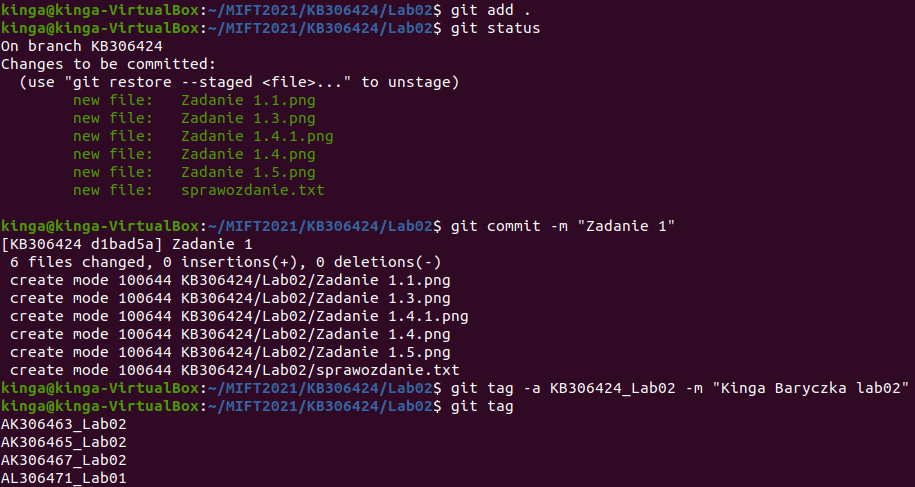 kinga@kinga-VirtualBox:~/MIFT2021/KB306424/Lab02$ git add .
kinga@kinga-VirtualBox:~/MIFT2021/KB306424/Lab02$ git status
On branch KB306424
Changes to be committed:
  (use "git restore --staged <file>..." to unstage)
        new file:   Zadanie 1.1.png
        new file:   Zadanie 1.3.png
        new file:   Zadanie 1.4.1.png
        new file:   Zadanie 1.4.png
        new file:   Zadanie 1.5.png
        new file:   sprawozdanie.txt

kinga@kinga-VirtualBox:~/MIFT2021/KB306424/Lab02$ git commit -m "Zadanie 1"
[KB306424 d1bad5a] Zadanie 1
 6 files changed, 0 insertions(+), 0 deletions(-)
 create mode 100644 KB306424/Lab02/Zadanie 1.1.png
 create mode 100644 KB306424/Lab02/Zadanie 1.3.png
 create mode 100644 KB306424/Lab02/Zadanie 1.4.1.png
 create mode 100644 KB306424/Lab02/Zadanie 1.4.png
 create mode 100644 KB306424/Lab02/Zadanie 1.5.png
 create mode 100644 KB306424/Lab02/sprawozdanie.txt
kinga@kinga-VirtualBox:~/MIFT2021/KB306424/Lab02$ git tag -a KB306424_Lab02 -m "Kinga Baryczka lab02"
kinga@kinga-VirtualBox:~/MIFT2021/KB306424/Lab02$ git tag
AK306463_Lab02
AK306465_Lab02
AK306467_Lab02
AL306471_Lab01